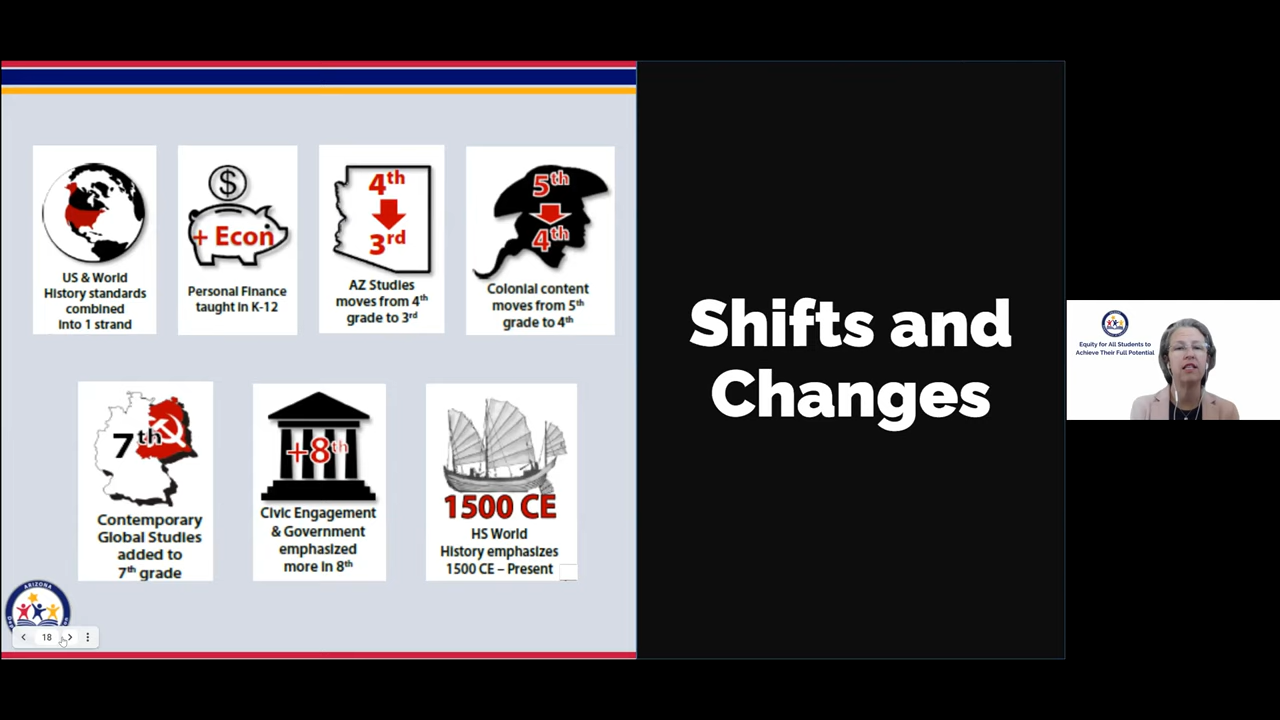 $
US & World
History standards
combined
into 1 strand
+ Econ
Personal Finance
taught in K-12
4th
3rd
AZ Studies
moves from 4th
grade to 3rd
5th
4th
Colonial content
moves from 5th
grade to 4th
7th
Contemporary
Global Studies
added to
7th grade
+8th
Civic Engagement
& Government
emphasized
more in 8th
1500 CE
HS World
History emphasizes
1500 CE – Present
ARIZONA
18
Shifts and
Changes
Equity for All Students to
Achieve Their Full Potential